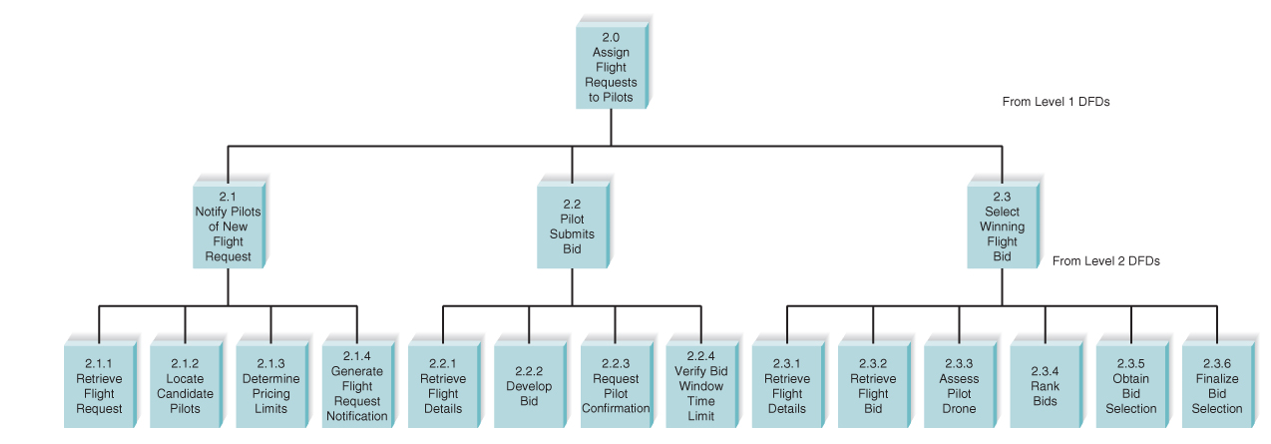 2.0
Assign
Flight
Requests
to Pilots
From Level 1 DFDs
2.1
Notify Pilots
of New
Flight
Request
2.2
Pilot
Submits
Bid
2.3
Select
Winning
Flight
Bid
From Level 2 DFDs
2.1.1
Retrieve
Flight
Request
2.1.2
Locate
Candidate
Pilots
2.1.3
Determine
Pricing
Limits
2.1.4
Generate
Flight
Request
Notification
2.2.1
Retrieve
Flight
Details
2.2.2
Develop
Bid
2.2.3
Request
Pilot
Confirmation
2.2.4
Verify Bid
Window
Time
Limit
2.3.1
Retrieve
Flight
Details
2.3.2
Retrieve
Flight
Bid
2.3.3
Assess
Pilot
Drone
2.3.4
Rank
Bids
2.3.5
Obtain
Bid
Selection
2.3.6
Finalize
Bid
Selection